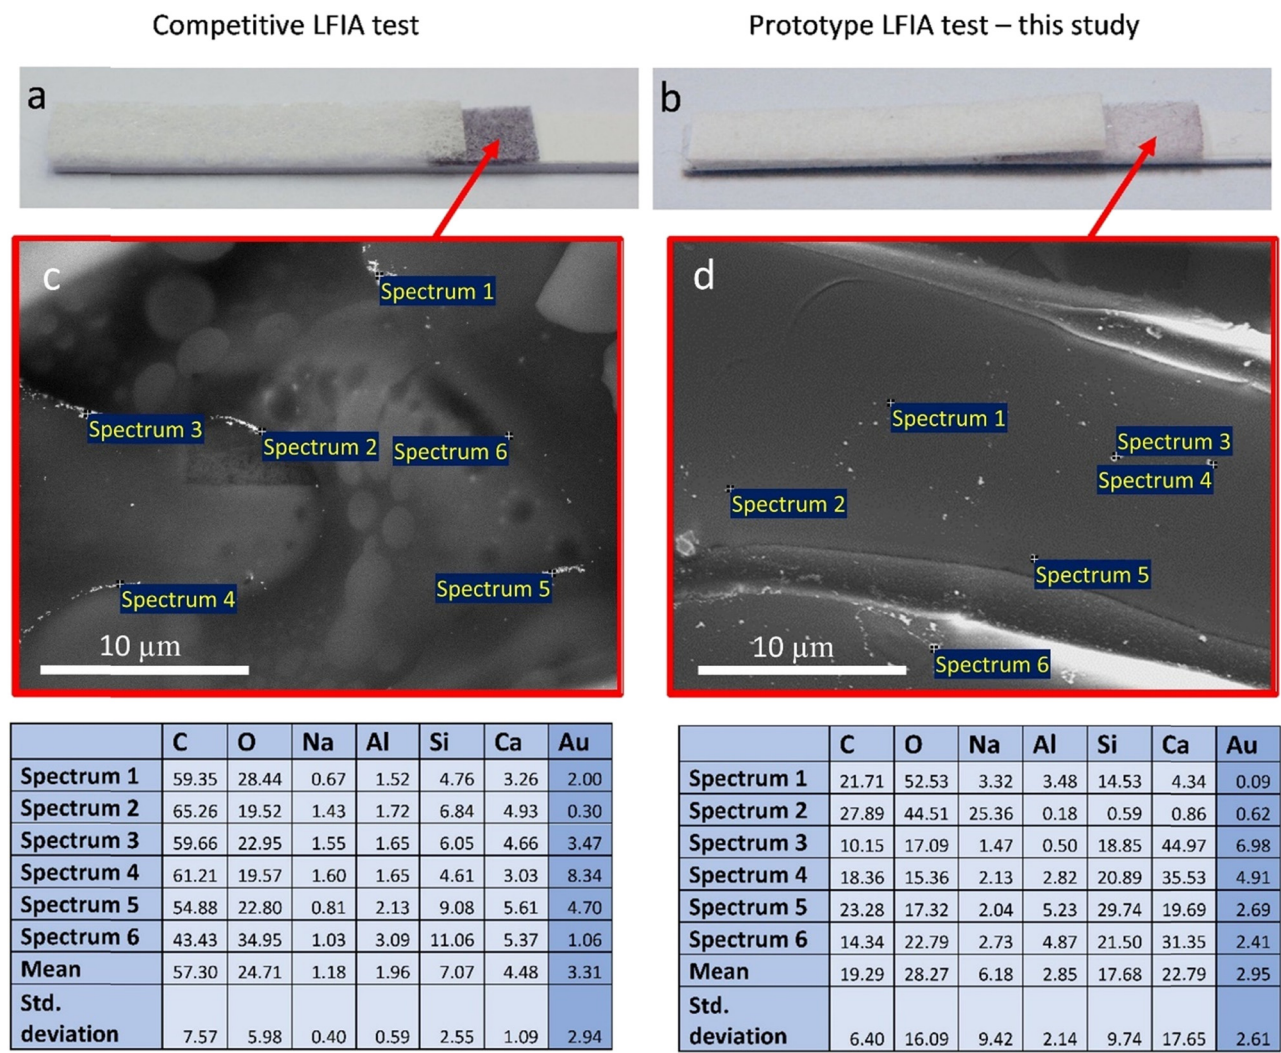 Competitive LFIA test
Prototype LFIA test – this study
a
b
c
Spectrum 1
Spectrum 3
Spectrum 2
Spectrum 6
Spectrum 5
Spectrum 4
10 μm
d
Spectrum 1
Spectrum 3
Spectrum 4
Spectrum 2
Spectrum 5
Spectrum 6
10 μm
C O Na Al Si Ca Au
Spectrum 1 59.35 28.44 0.67 1.52 4.76 3.26 2.00
Spectrum 2 65.26 19.52 1.43 1.72 6.84 4.93 0.30
Spectrum 3 59.66 22.95 1.55 1.65 6.05 4.66 3.47
Spectrum 4 61.21 19.57 1.60 1.65 4.61 3.03 8.34
Spectrum 5 54.88 22.80 0.81 2.13 9.08 5.61 4.70
Spectrum 6 43.43 34.95 1.03 3.09 11.06 5.37 1.06
Mean 57.30 24.71 1.18 1.96 7.07 4.48 3.31
Std.
deviation 7.57 5.98 0.40 0.59 2.55 1.09 2.94
C O Na Al Si Ca Au
Spectrum 1 21.71 52.53 3.32 3.48 14.53 4.34 0.09
Spectrum 2 27.89 44.51 25.36 0.18 0.59 0.86 0.62
Spectrum 3 10.15 17.09 1.47 0.50 18.85 44.97 6.98
Spectrum 4 18.36 15.36 2.13 2.82 20.89 35.53 4.91
Spectrum 5 23.28 17.32 2.04 5.23 29.74 19.69 2.69
Spectrum 6 14.34 22.79 2.73 4.87 21.50 31.35 2.41
Mean 19.29 28.27 6.18 2.85 17.68 22.79 2.95
Std.
deviation 6.40 16.09 9.42 2.14 9.74 17.65 2.61